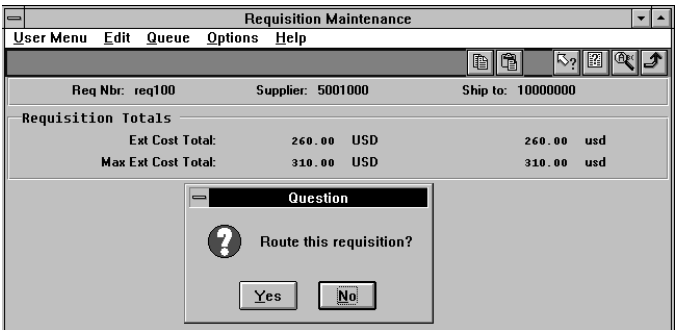 Requisition Maintenance
User Menu Edit Queue Options Help
Req Nbr: req100 Supplier: 5001000 Ship to: 10000000
Requisition Totals
Ext Cost Total: 260.00 USD 260.00 usd
Max Ext Cost Total: 310.00 USD 310.00 usd
Question
? Route this requisition?
Yes No